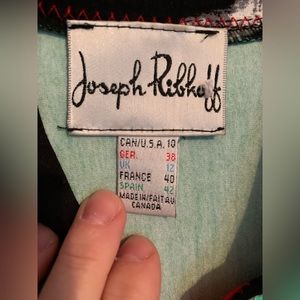 Joseph Ribkoff
CAN/U.S.A. 10
GER. 38
UK 12
FRANCE 40
SPAIN 42
MADE IN/FAIT AU
CANADA